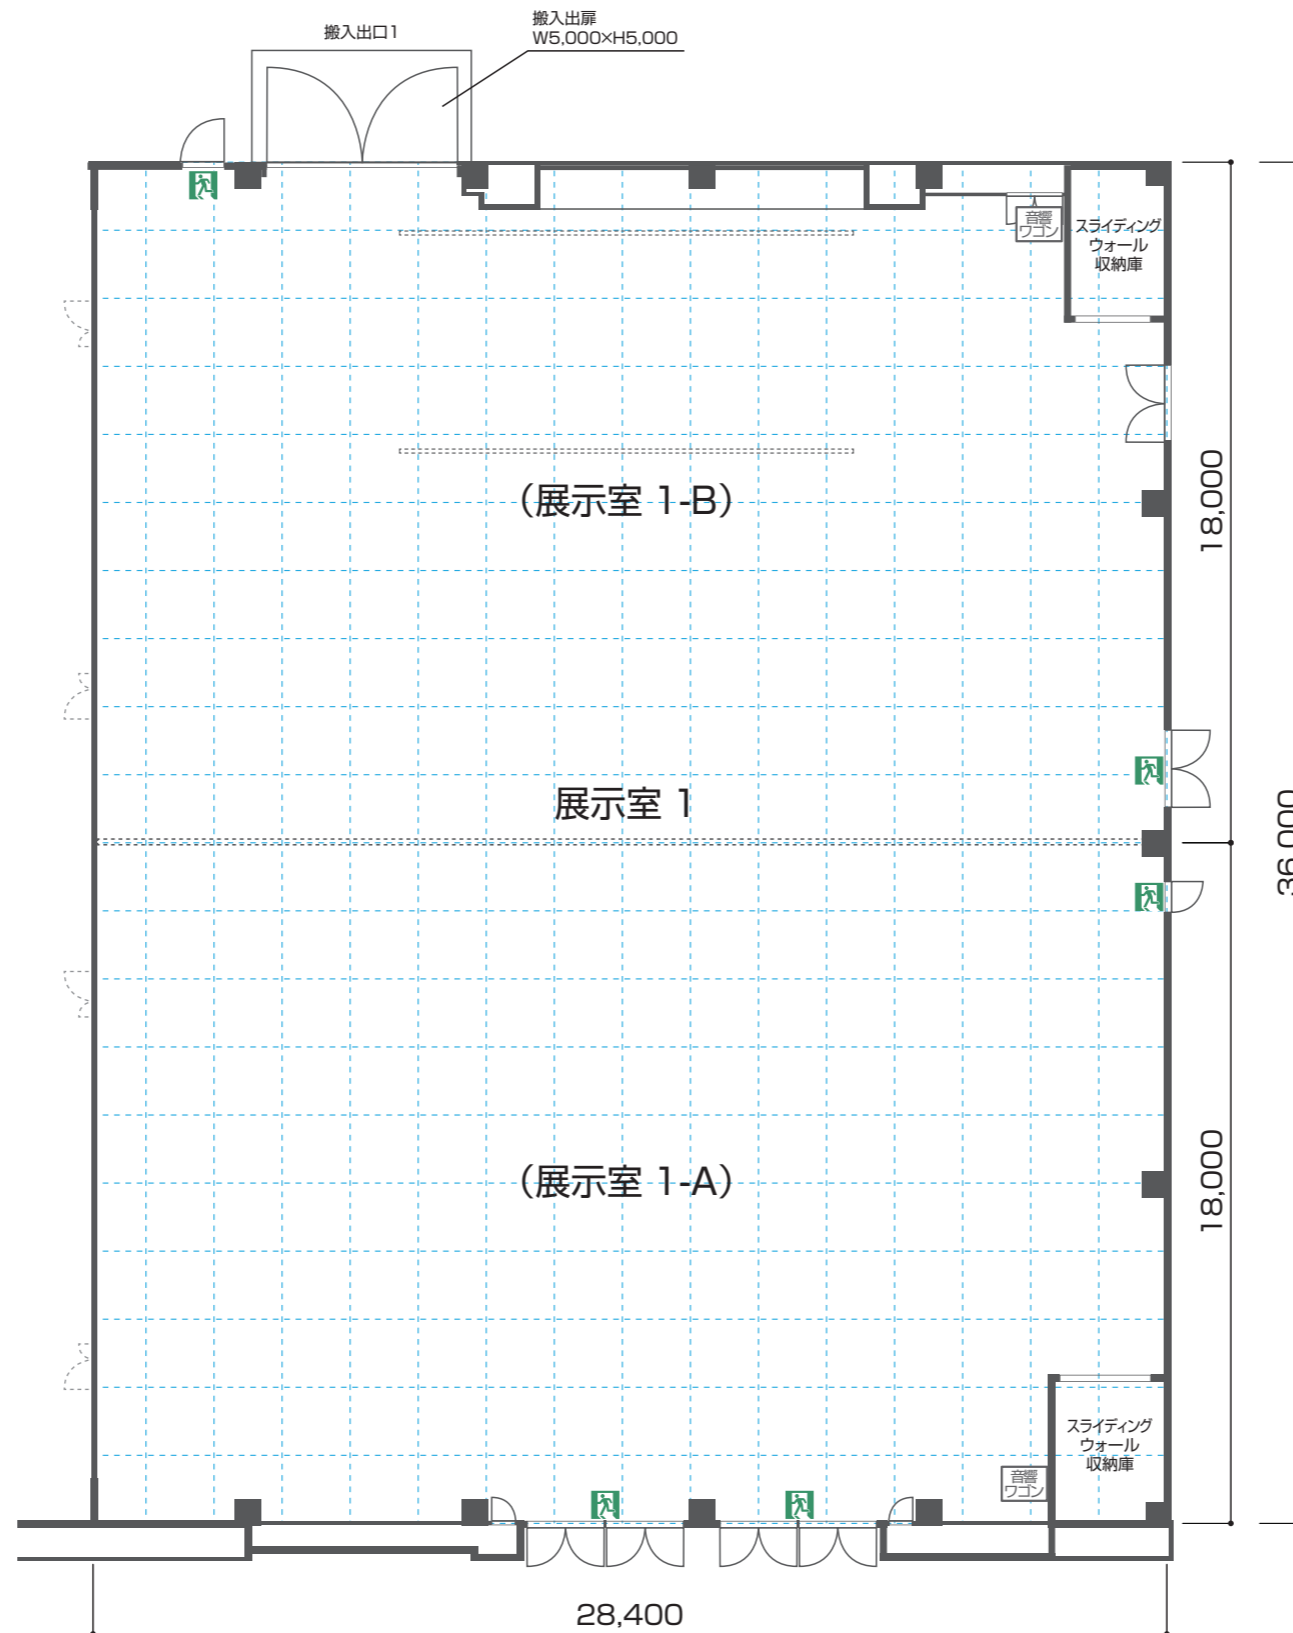 搬入出口1
搬入出扉
W5,000×H5,000
音響
ワゴン
スライディング
ウォール
収納庫
（展示室 1-B）
18,000
展示室 1
36,000
（展示室 1-A）
18,000
スライディング
ウォール
収納庫
音響
ワゴン
28,400